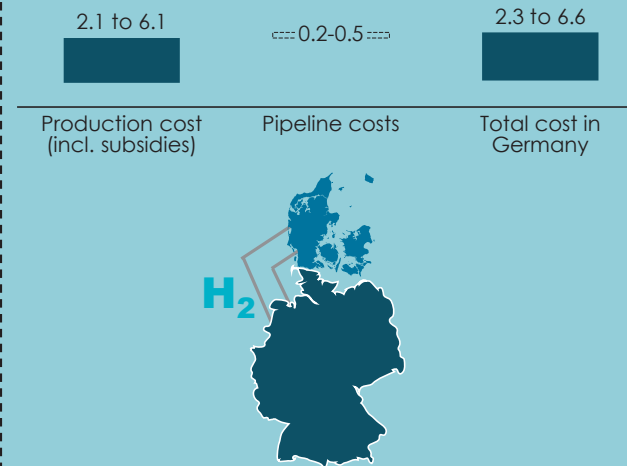 2.1 to 6.1
0.2-0.5
2.3 to 6.6
Production cost
(incl. subsidies)
Pipeline costs
Total cost in
Germany
H₂